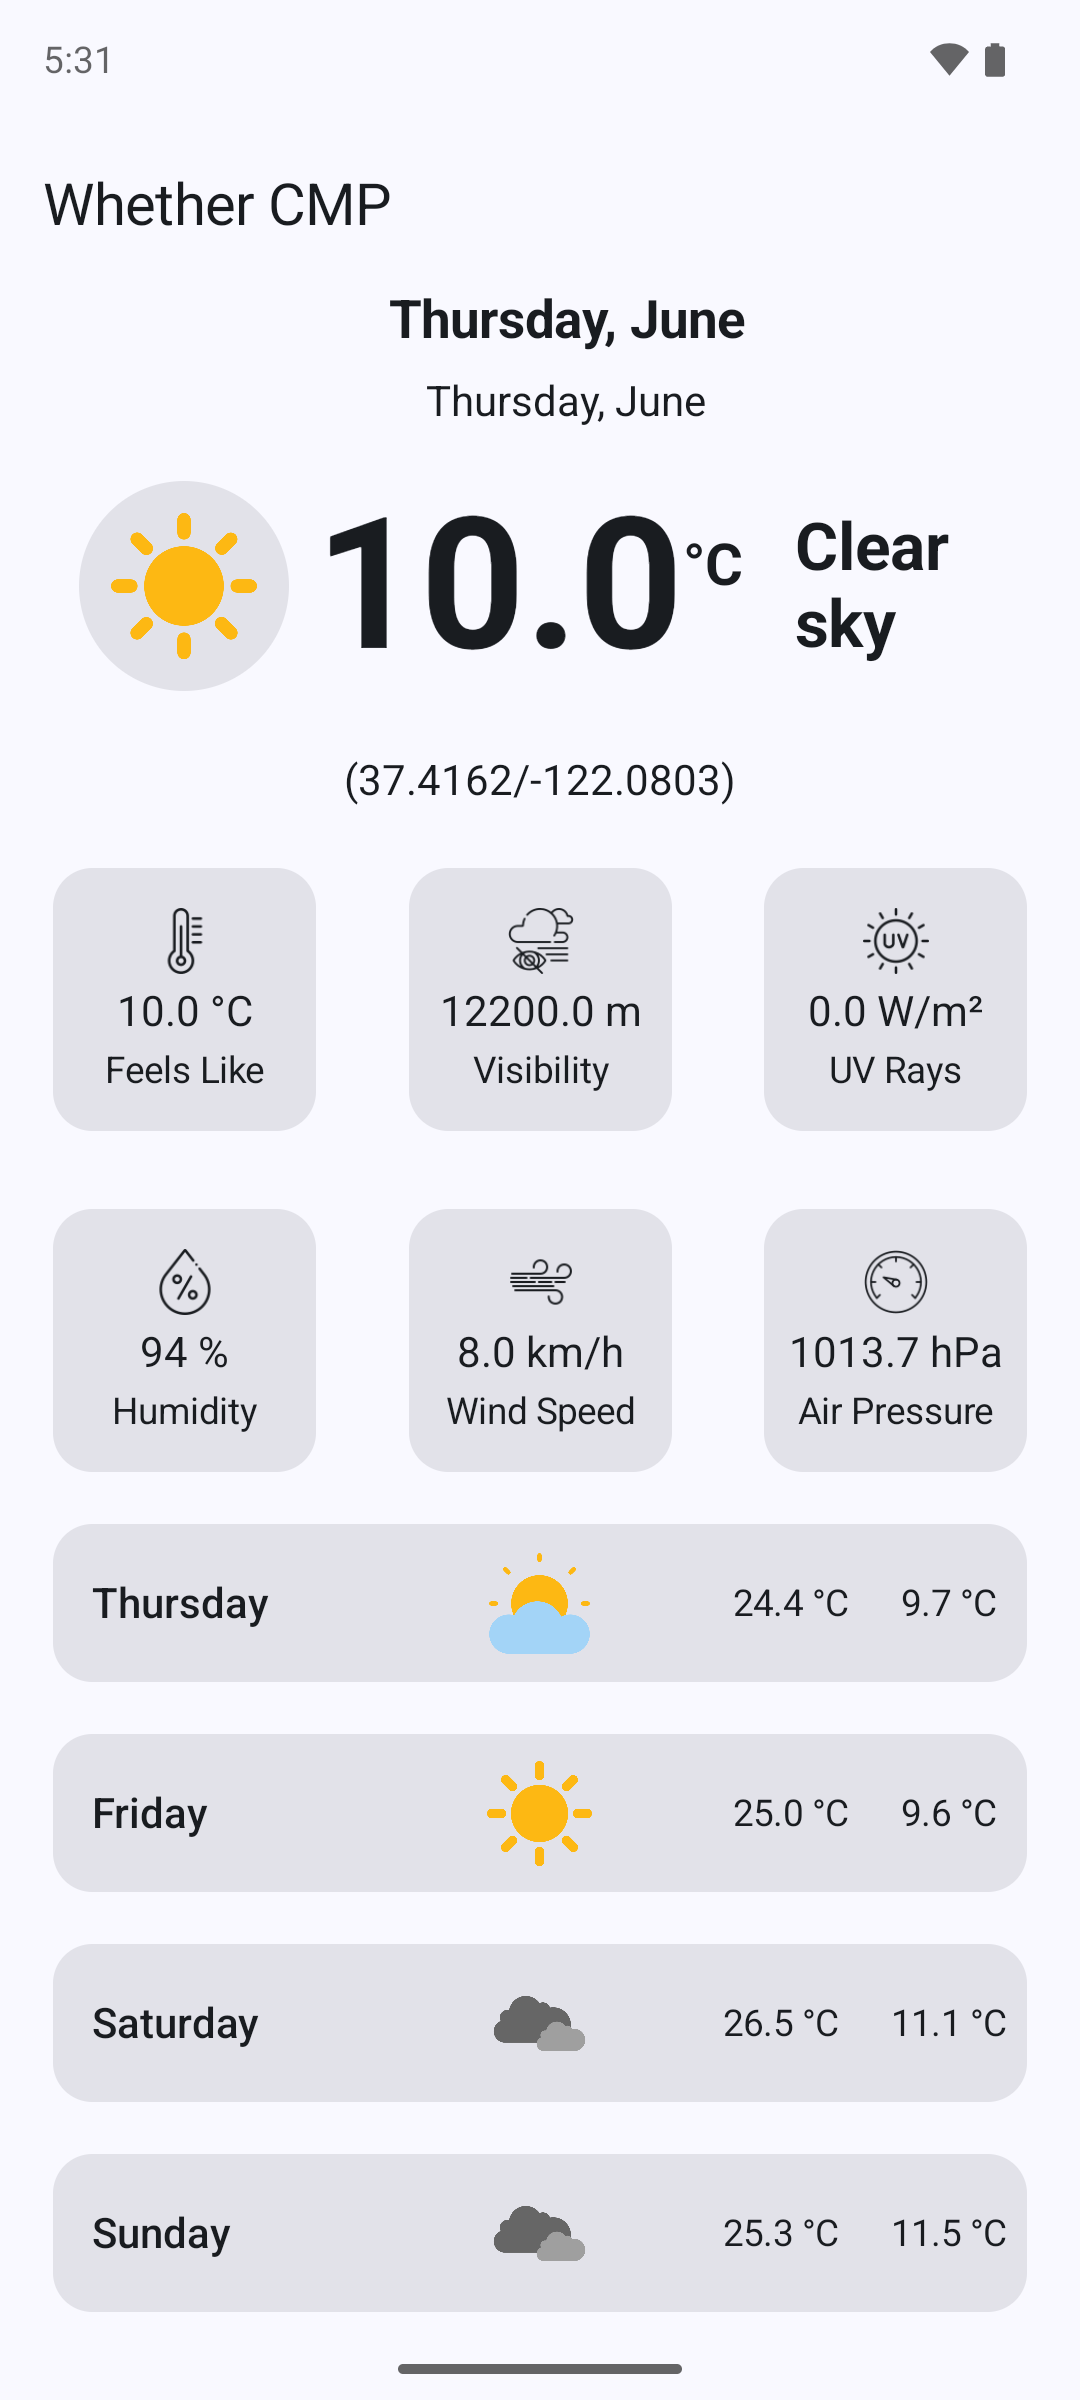 5:31
Whether CMP
Thursday, June
Thursday, June
10.0 °C
Clear
sky
(37.4162/-122.0803)
UV
10.0 °C
12200.0 m
0.0 W/m²
Feels Like
Visibility
UV Rays
%
94 %
8.0 km/h
1013.7 hPa
Humidity
Wind Speed
Air Pressure
Thursday 24.4 °C 9.7 °C
Friday 25.0 °C 9.6 °C
Saturday 26.5 °C 11.1 °C
Sunday 25.3 °C 11.5 °C